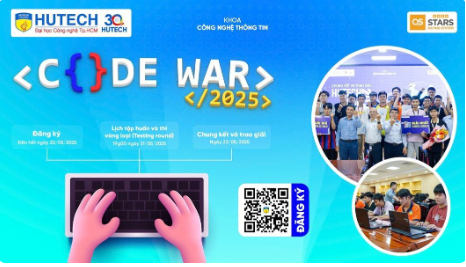 HUTECH
Đại học Công nghệ Tp.HCM
30
HUTECH
KHOA
CÔNG NGHỆ THÔNG TIN
QS
STARS
<C{}DE WAR>
</2025>
Đăng ký
Lịch tập huấn và thi
vòng loại (Testing round)
Chung kết và trao giải
ĐĂNG KÝ